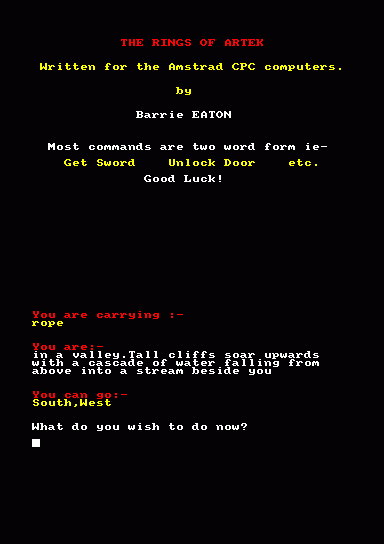 THE RINGS OF ARTEK
Written for the Amstrad CPC computers.
by
Barrie EATON
Most commands are two word form ie-
Get Sword    Unlock Door    etc.
Good Luck!
You are carrying :-
rope
You are:-
in a valley.Tall cliffs soar upwards
with a cascade of water falling from
above into a stream beside you
You can go:-
South,West
What do you wish to do now?